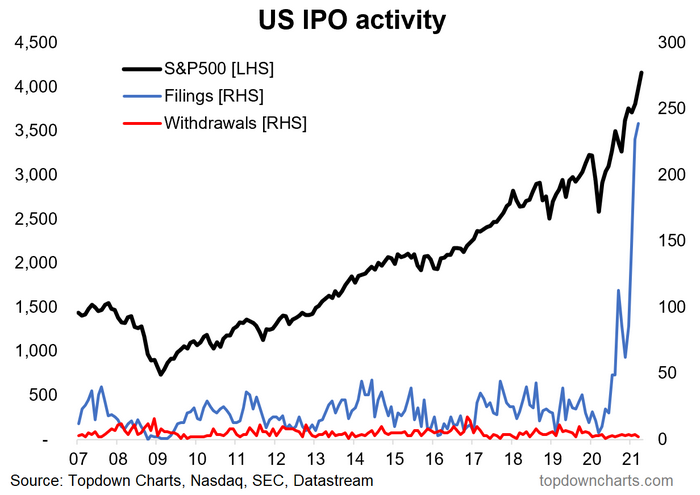 US IPO activity
4,500
4,000
3,500
3,000
2,500
2,000
1,500
1,000
500
-
S&P500 [LHS]
Filings [RHS]
Withdrawals [RHS]
300
250
200
150
100
50
0
07 08 09 10 11 12 13 14 15 16 17 18 19 20 21
Source: Topdown Charts, Nasdaq, SEC, Datastream
topdowncharts.com